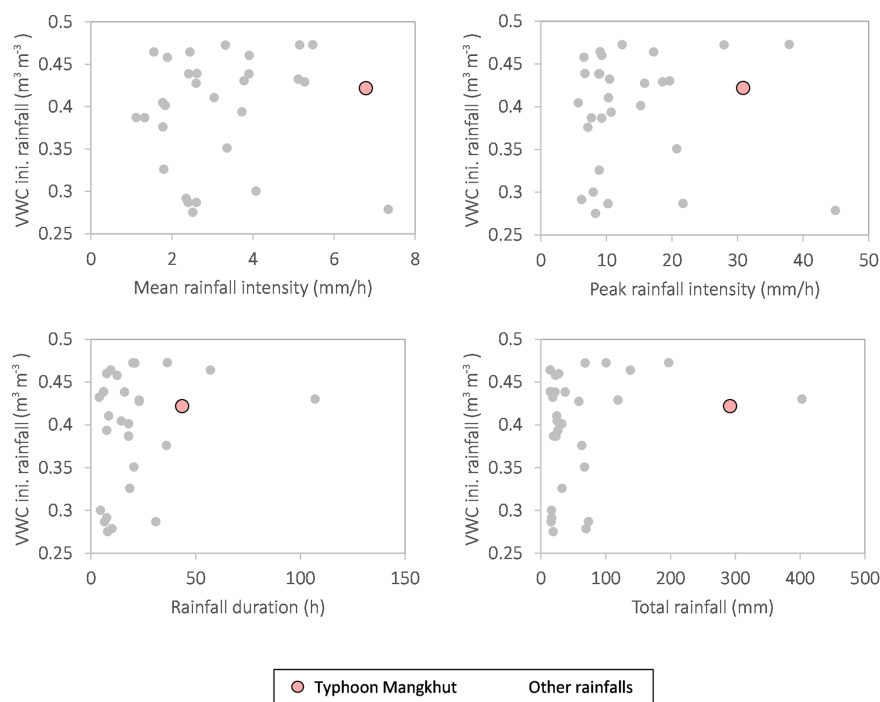 0.5
0.45
0.4
0.35
0.3
0.25
VWC ini. rainfall (m³ m⁻³ )
0 2 4 6 8
Mean rainfall intensity (mm/h)
0.5
0.45
0.4
0.35
0.3
0.25
VWC ini. rainfall (m³ m⁻³ )
0 10 20 30 40 50
Peak rainfall intensity (mm/h)
0.5
0.45
0.4
0.35
0.3
0.25
VWC ini. rainfall (m³ m⁻³ )
0 50 100 150
Rainfall duration (h)
0.5
0.45
0.4
0.35
0.3
0.25
VWC ini. rainfall (m³ m⁻³ )
0 100 200 300 400 500
Total rainfall (mm)
Typhoon Mangkhut Other rainfalls